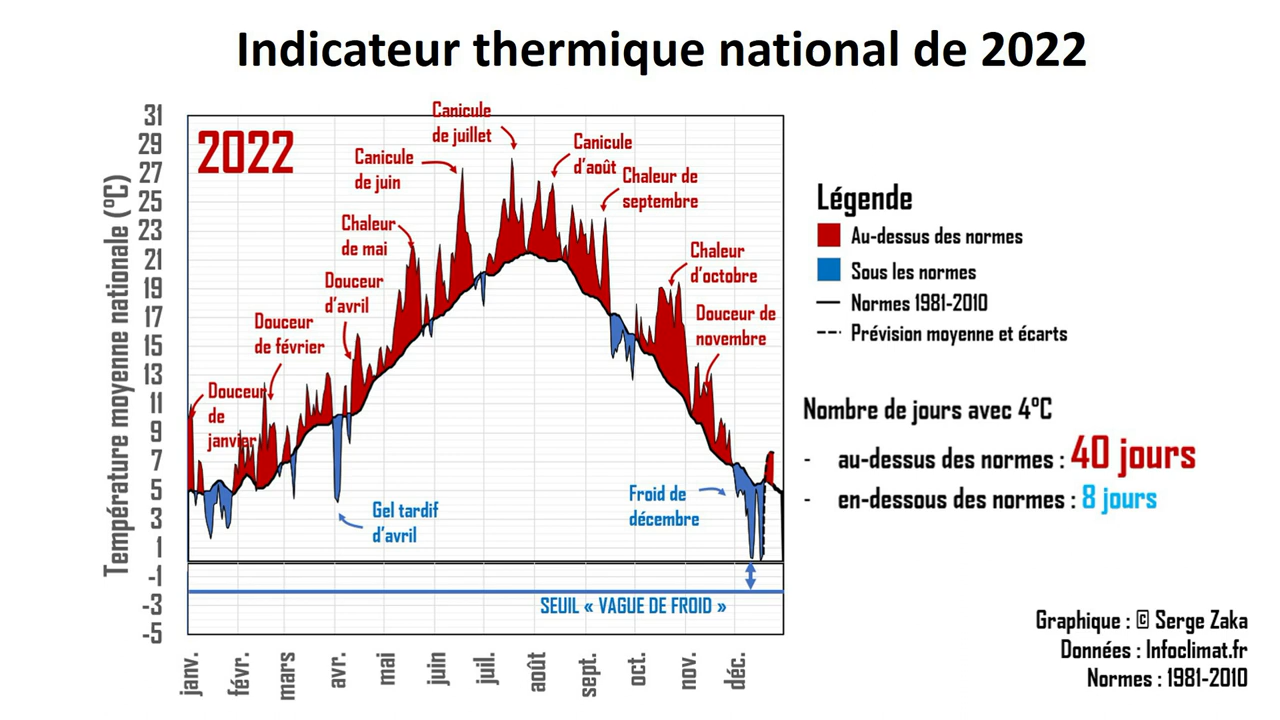 Indicateur thermique national de 2022
Température moyenne nationale (°C)
31
29
27
25
23
21
19
17
15
13
11
9
7
5
3
1
-1
-3
-5
2022
Canicule
de juillet
Canicule
de juin
Canicule
d'août
Chaleur de
septembre
Chaleur
de mai
Chaleur
d'octobre
Douceur
d'avril
Douceur de
novembre
Douceur
de février
Douceur
de
janvier
Gel tardif
d'avril
Froid de
décembre
SEUIL « VAGUE DE FROID »
janv.
févr.
mars
avr.
mai
juin
juil.
août
sept.
oct.
nov.
déc.
Légende
Au-dessus des normes
Sous les normes
Normes 1981-2010
Prévision moyenne et écarts
Nombre de jours avec 4°C
- au-dessus des normes : 40 jours
- en-dessous des normes : 8 jours
Graphique : © Serge Zaka
Données : Infoclimat.fr
Normes : 1981-2010